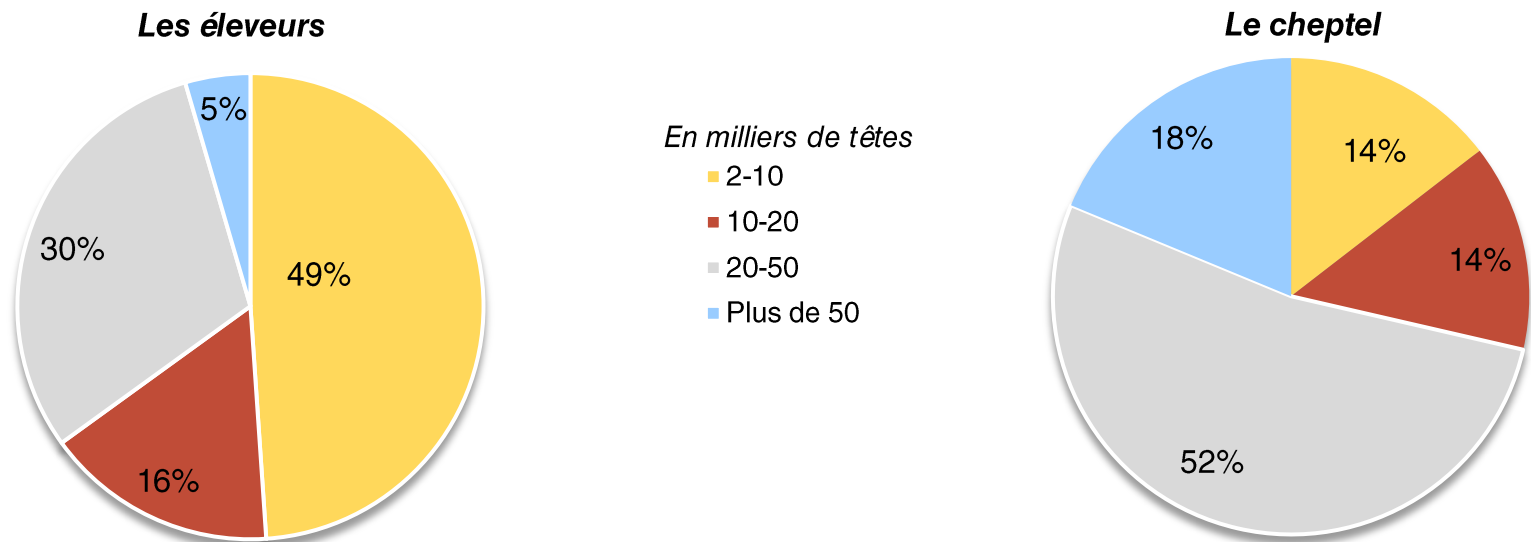 Les éleveurs
5%
30%
49%
16%
En milliers de têtes
2-10
10-20
20-50
Plus de 50
Le cheptel
18%
14%
14%
52%